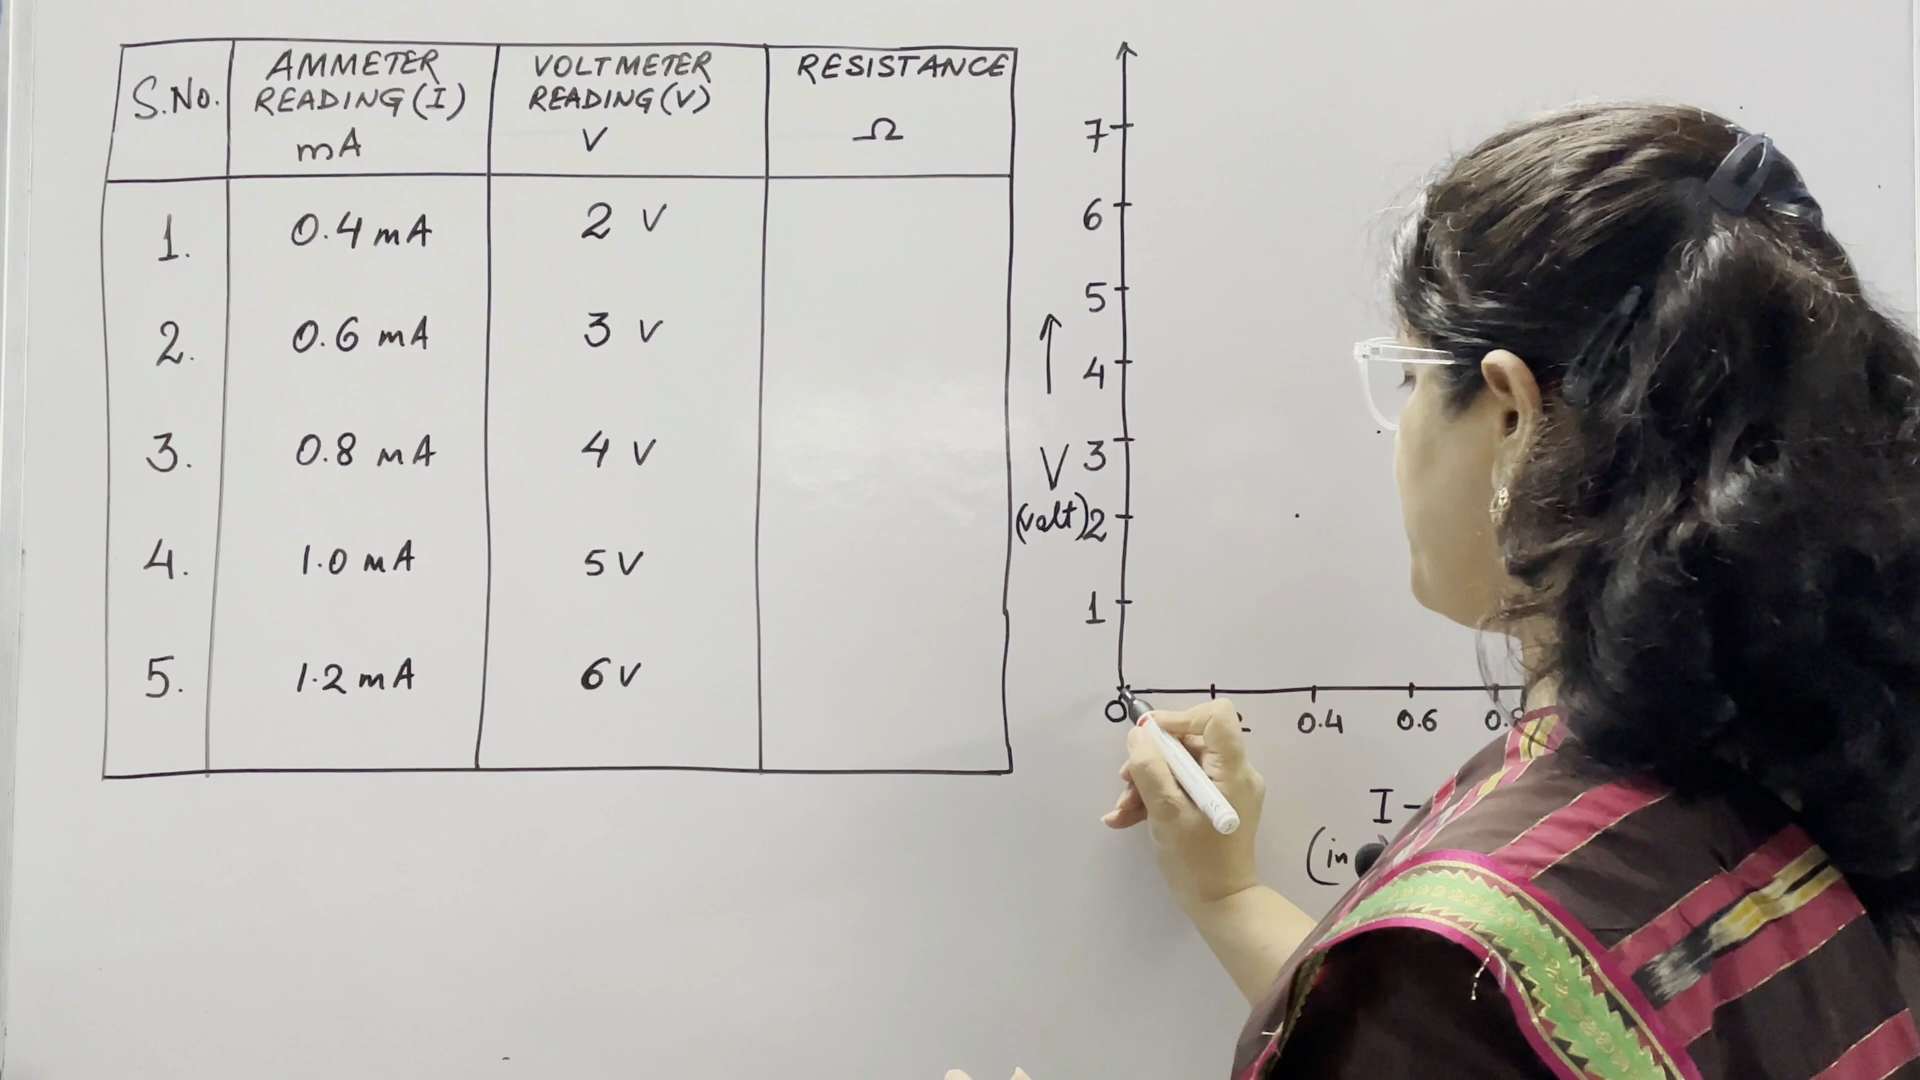 S.No.
AMMETER
READING (I)
mA
VOLTMETER
READING (V)
V
RESISTANCE
Ω
1.
0.4 mA
2 V
2.
0.6 mA
3 V
3.
0.8 mA
4 V
4.
1.0 mA
5 V
5.
1.2 mA
6 V
7
6
5
4
3
2
1
V
(volt)
O
0.4
0.6
I
(in